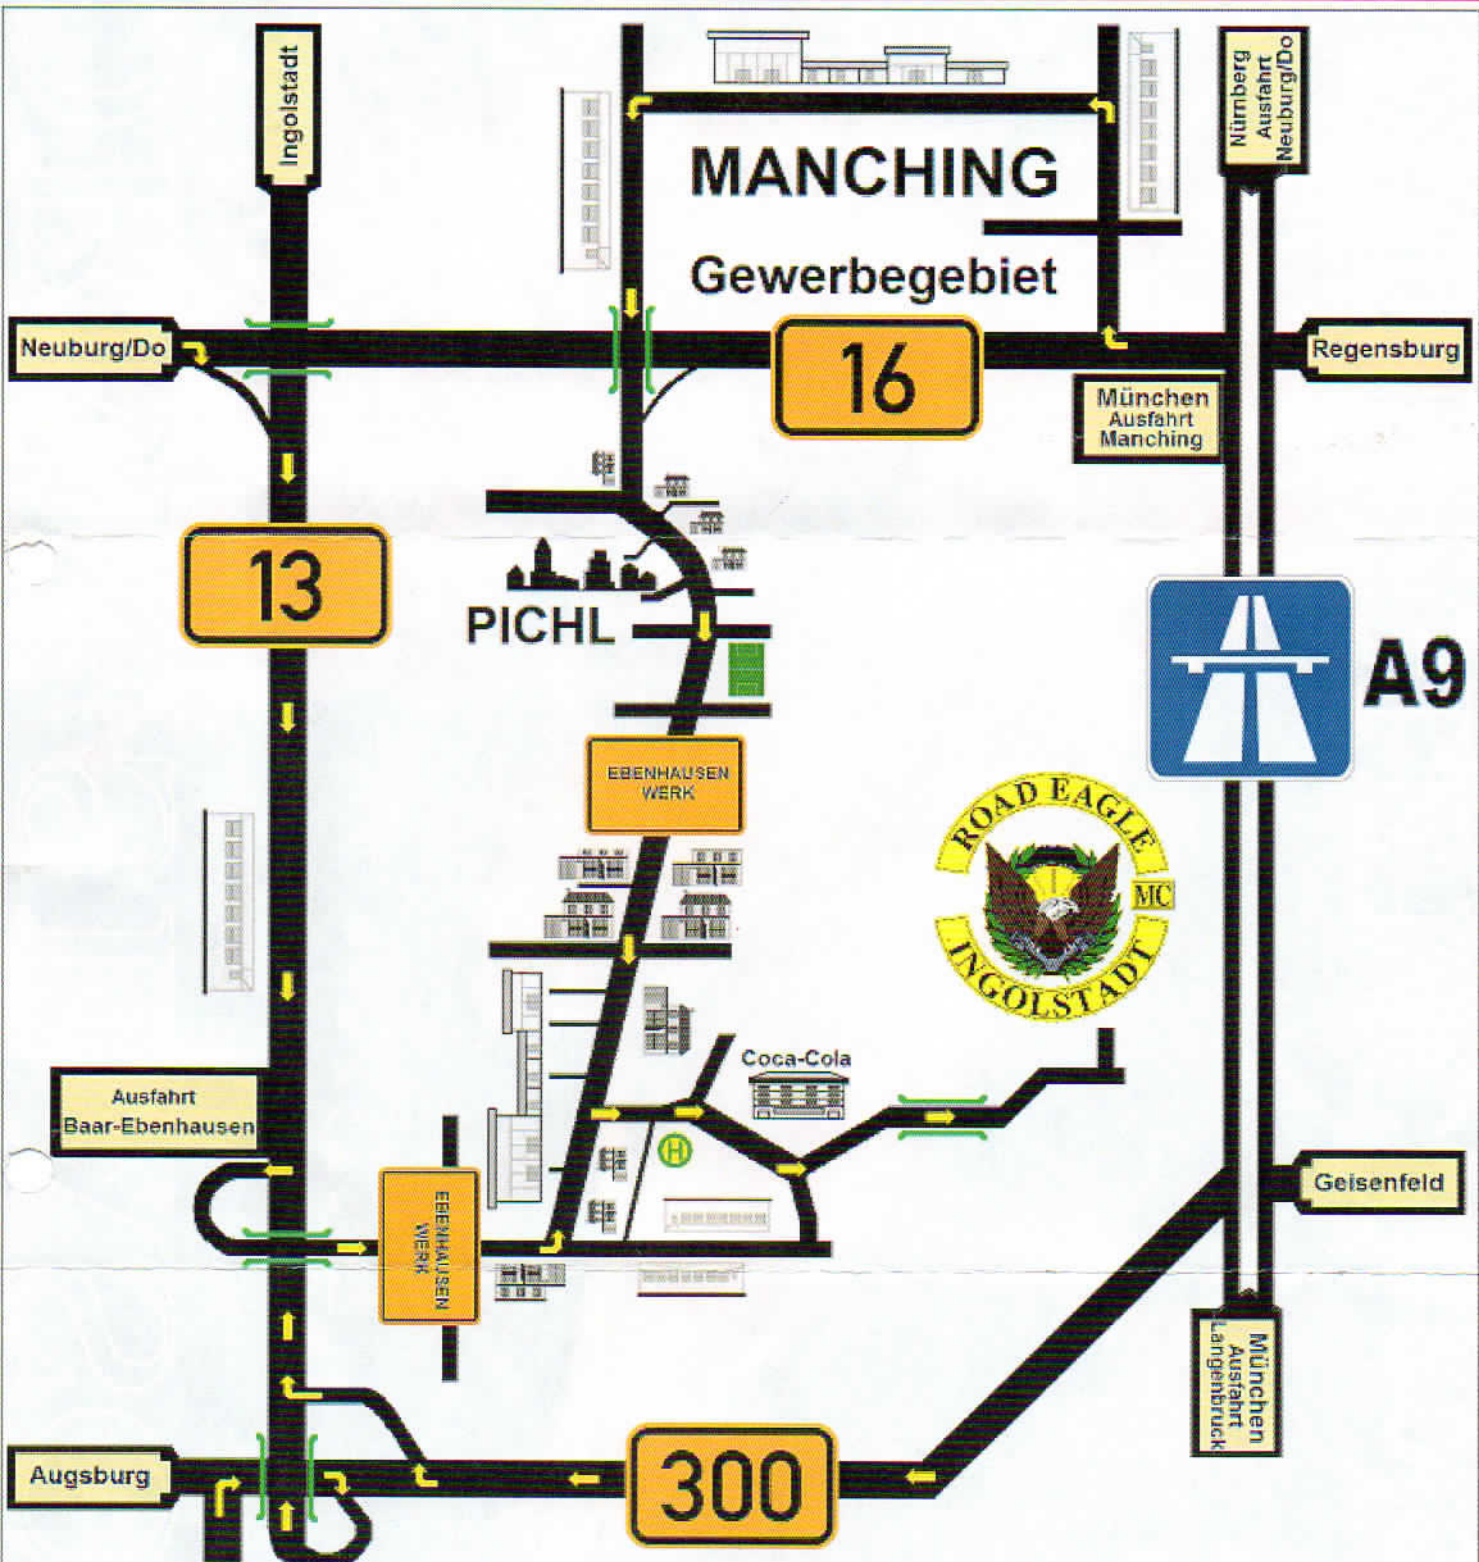 Ingolstadt
Nürnberg
Ausfahrt
Neuburg/Do
MANCHING
Gewerbegebiet
Neuburg/Do
16
Regensburg
München
Ausfahrt
Manching
13
PICHL
A9
EBENHAUSEN
WERK
ROAD EAGLE
MC
INGOLSTADT
Coca-Cola
Ausfahrt
Baar-Ebenhausen
H
EBENHAUSEN
WERK
Geisenfeld
München
Ausfahrt
Langenbruck
Augsburg
300